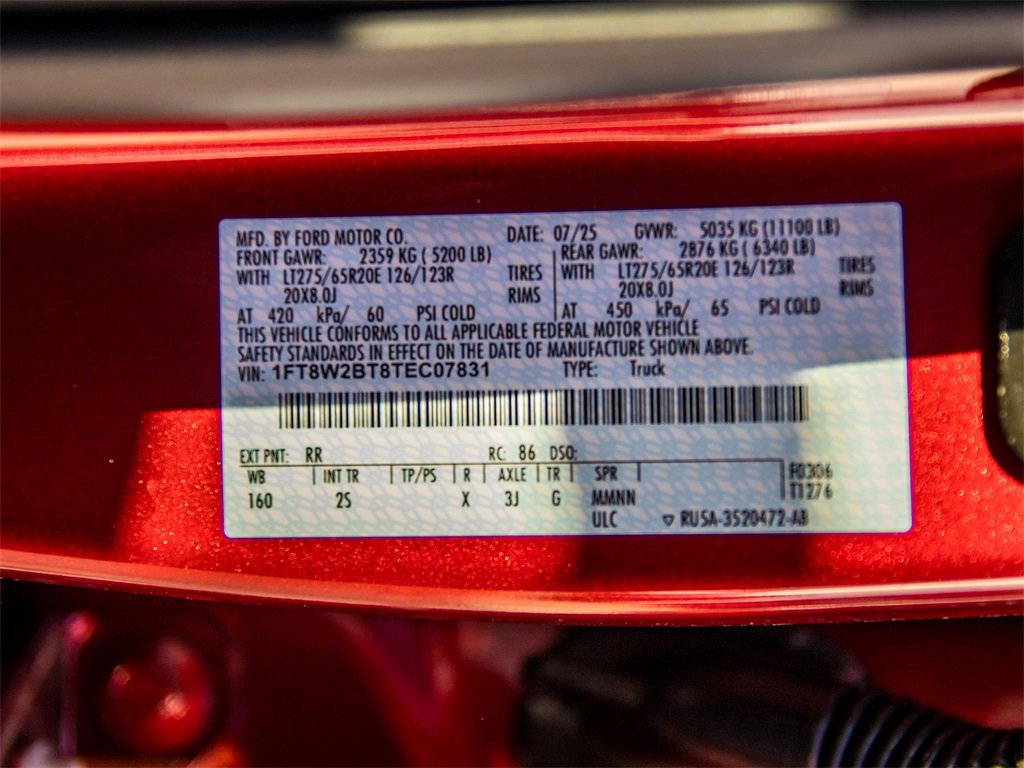 MFD. BY FORD MOTOR CO. DATE: 07/25 GVWR: 5035 KG (11100 LB)
FRONT GAWR: 2359 KG ( 5200 LB) REAR GAWR: 2876 KG ( 6340 LB)
WITH LT275/65R20E 126/123R TIRES WITH LT275/65R20E 126/123R TIRES
20X8.0J RIMS 20X8.0J RIMS
AT 420 kPa/ 60 PSI COLD AT 450 kPa/ 65 PSI COLD
THIS VEHICLE CONFORMS TO ALL APPLICABLE FEDERAL MOTOR VEHICLE
SAFETY STANDARDS IN EFFECT ON THE DATE OF MANUFACTURE SHOWN ABOVE.
VIN: 1FT8W2BT8TEC07831 TYPE: Truck
EXT PNT: RR RC: 86 DSO:
WB INT TR TP/PS R AXLE TR SPR F0306
160 2S X 3J G MMNN T1276
ULC ▽ RU5A-3520472-AB